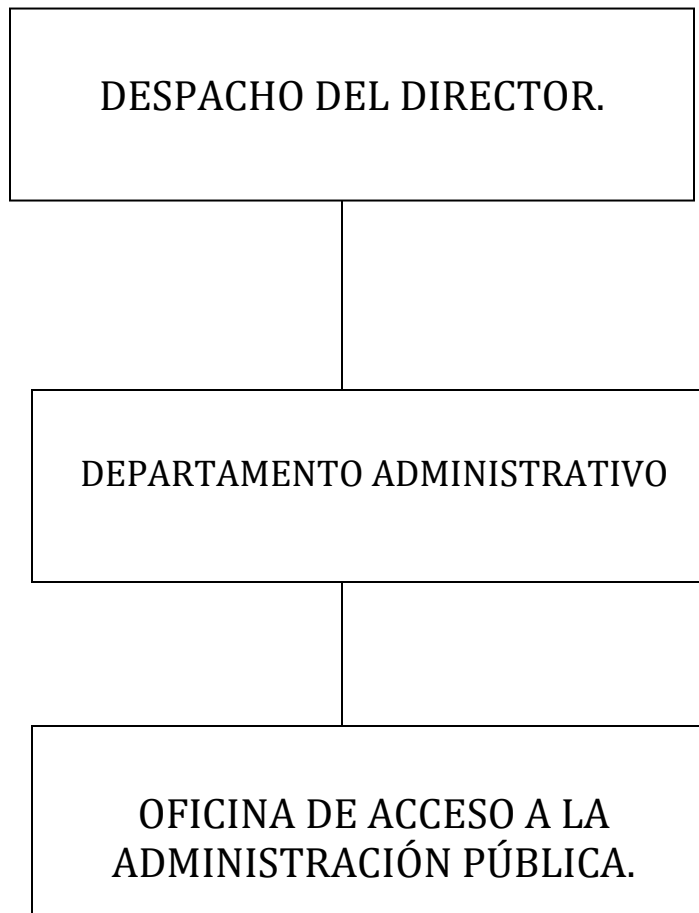 DESPACHO DEL DIRECTOR.
DEPARTAMENTO ADMINISTRATIVO
OFICINA DE ACCESO A LA
ADMINISTRACIÓN PÚBLICA.